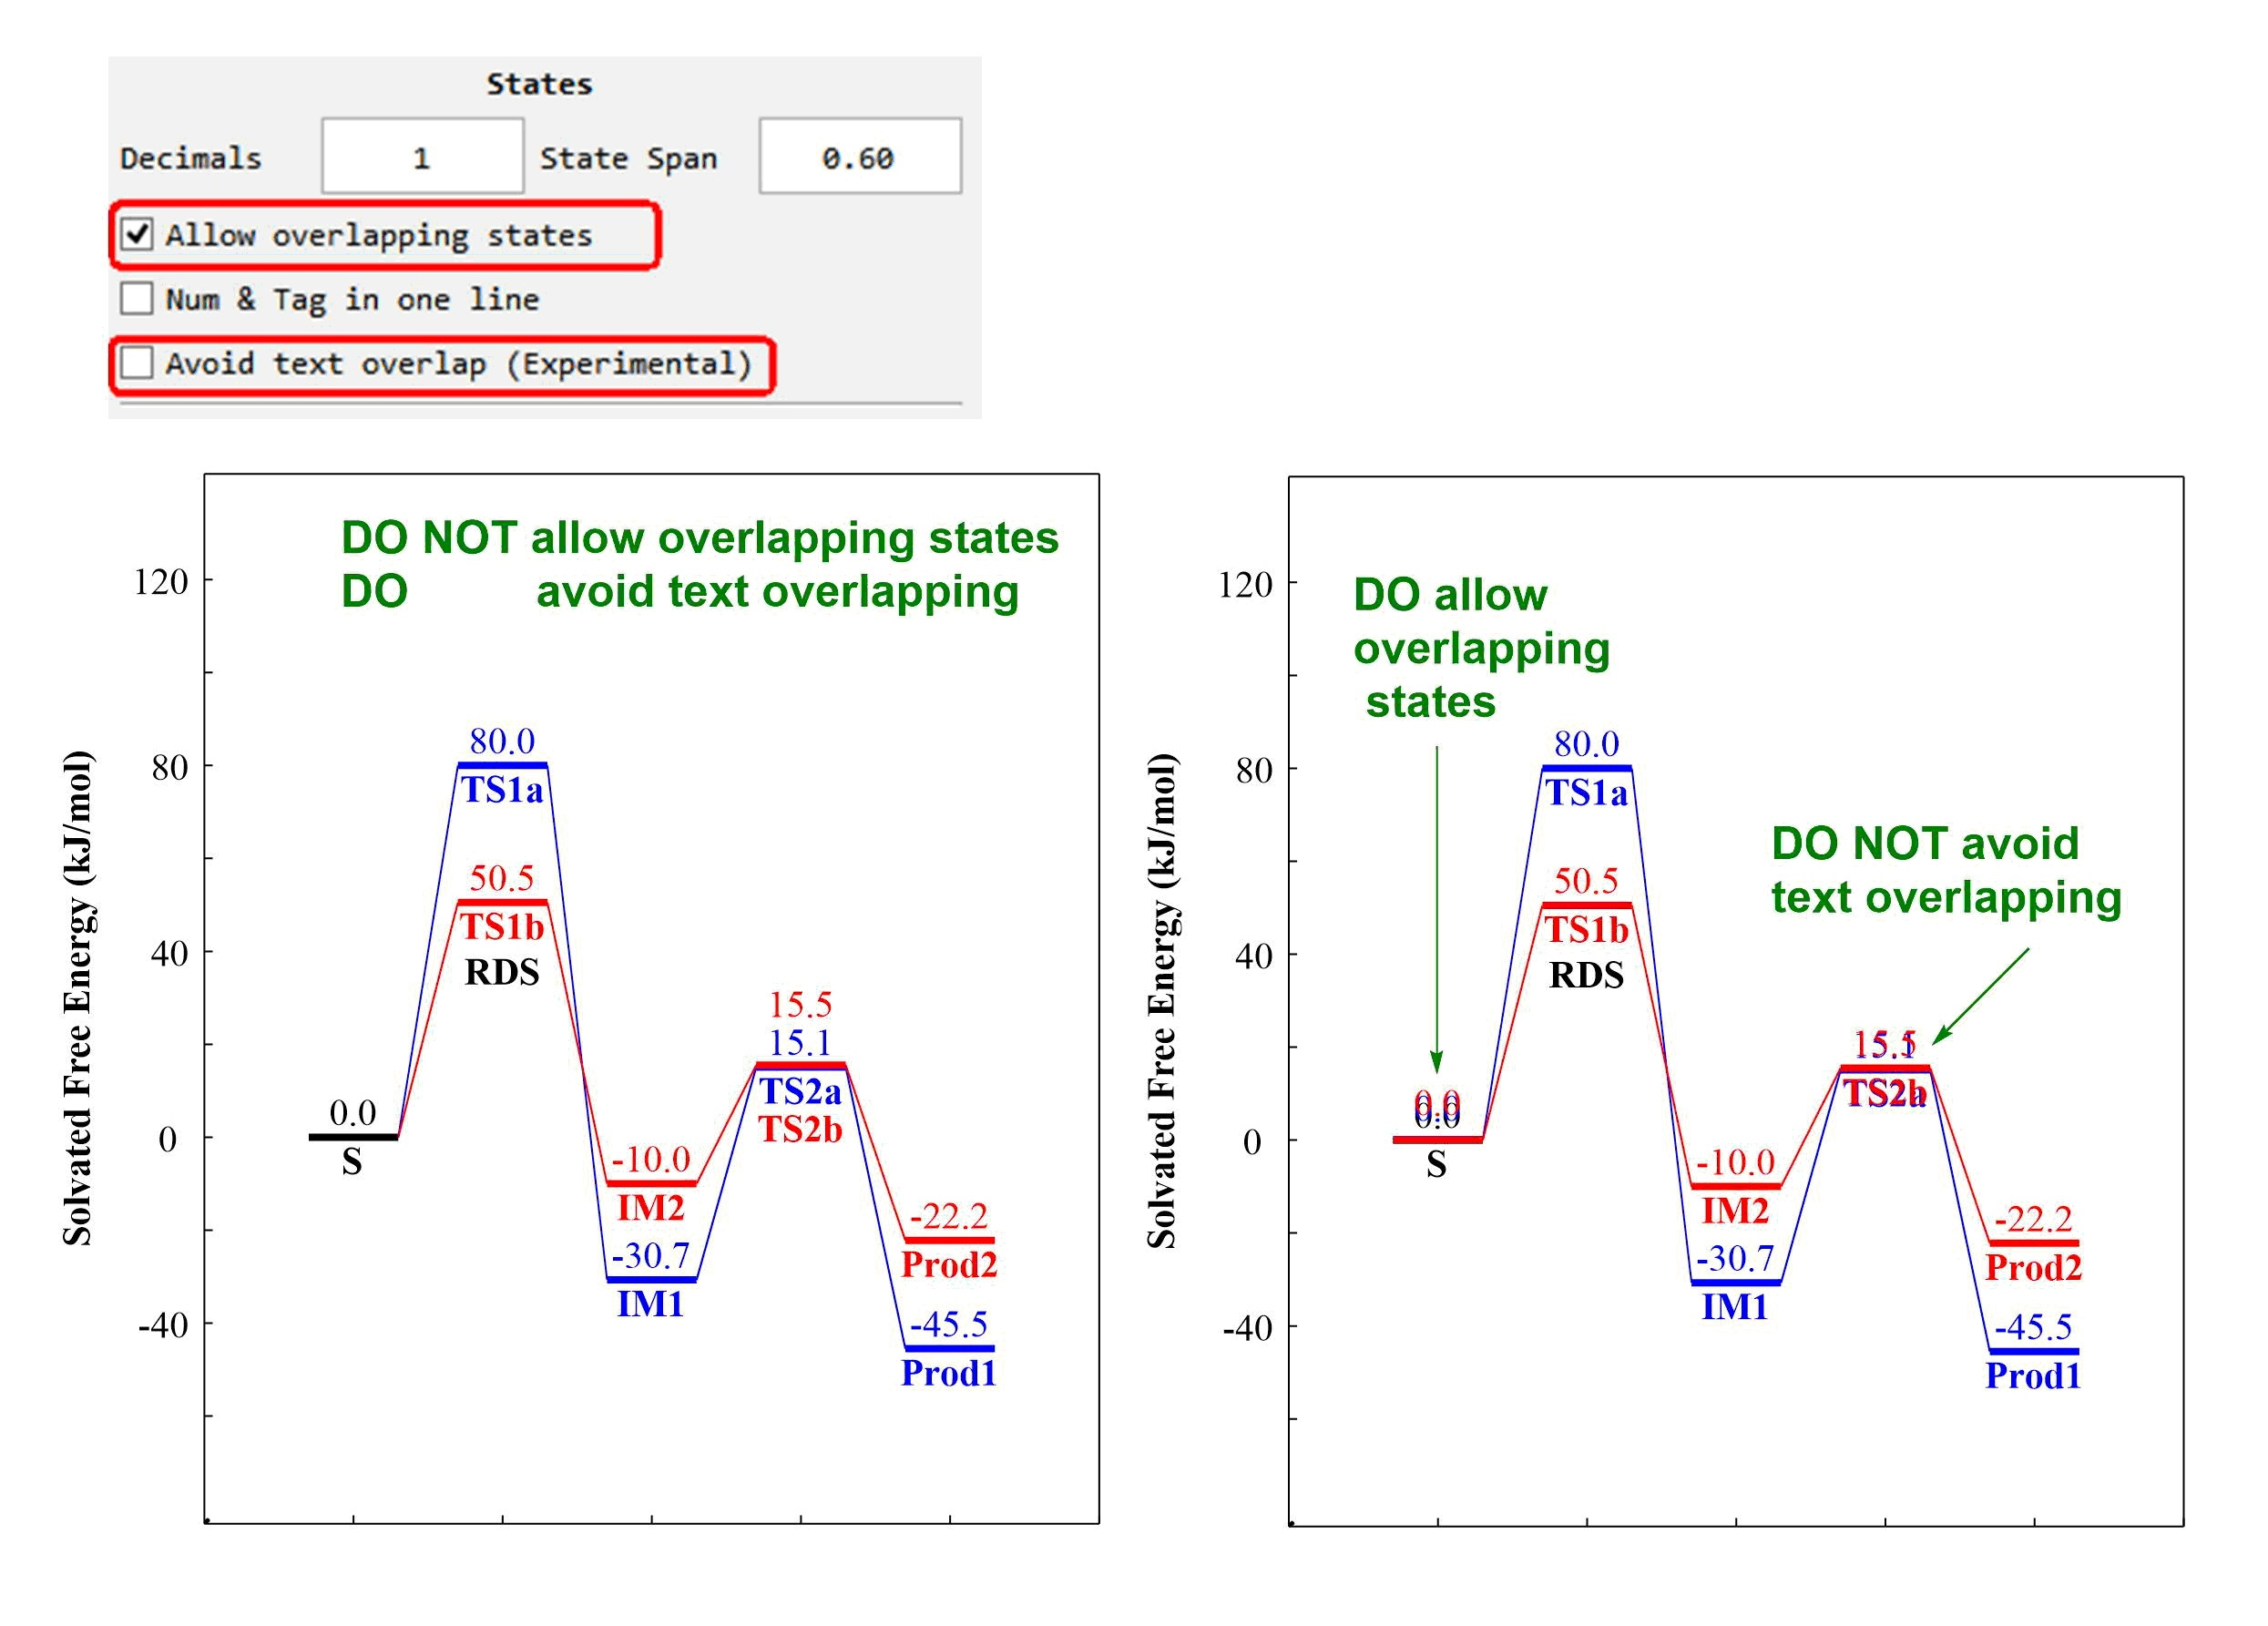 States
Decimals 1 State Span 0.60
Allow overlapping states
Num & Tag in one line
Avoid text overlap (Experimental)
DO NOT allow overlapping states
DO avoid text overlapping
Solvated Free Energy (kJ/mol)
120
80
40
0
-40
80.0
TS1a
50.5
TS1b
RDS
15.5
15.1
TS2a
TS2b
0.0
S
-10.0
IM2
-22.2
Prod2
-30.7
IM1
-45.5
Prod1
DO allow
overlapping
states
DO NOT avoid
text overlapping
Solvated Free Energy (kJ/mol)
120
80
40
0
-40
80.0
TS1a
50.5
TS1b
RDS
15.5
TS2b
0.0
S
-10.0
IM2
-22.2
Prod2
-30.7
IM1
-45.5
Prod1